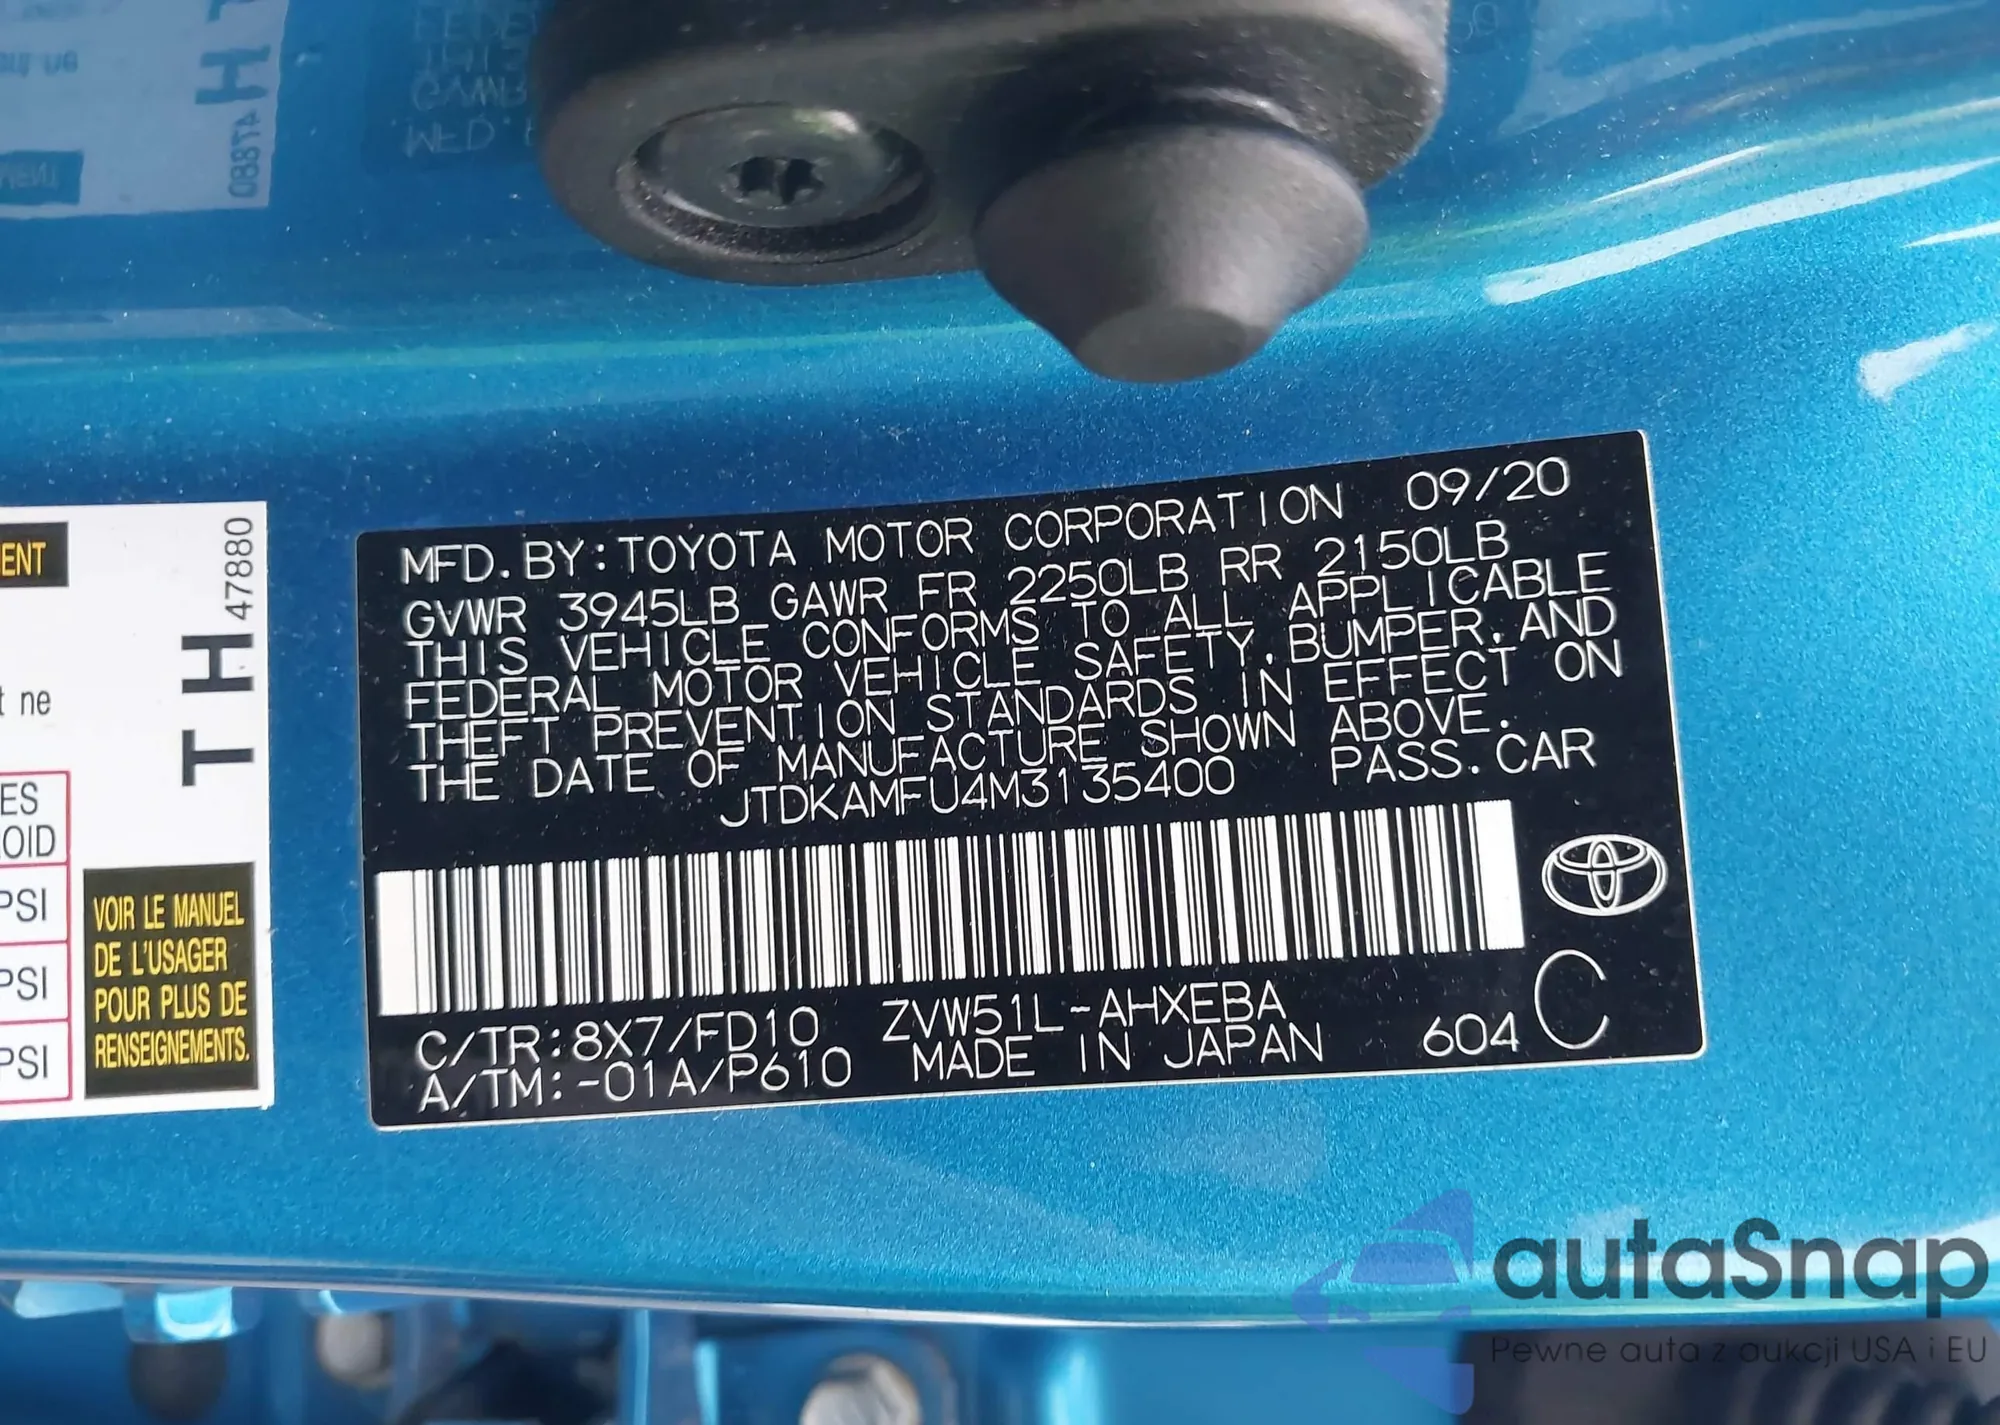 ENT
47880
T H
t ne
ES
OID
PSI
PSI
PSI
VOIR LE MANUEL
DE L'USAGER
POUR PLUS DE
RENSEIGNEMENTS.
MFD. BY:TOYOTA MOTOR CORPORATION 09/20
GVWR 3945LB GAWR FR 2250LB RR 2150LB
THIS VEHICLE CONFORMS TO ALL APPLICABLE
FEDERAL MOTOR VEHICLE SAFETY, BUMPER, AND
THEFT PREVENTION STANDARDS IN EFFECT ON
THE DATE OF MANUFACTURE SHOWN ABOVE.
JTDKAMFU4M3135400 PASS. CAR
C/TR:8X7/FD10 ZVW51L-AHXEBA
A/TM:-01A/P610 MADE IN JAPAN 604 C
autaSnap
Pewne auta z aukcji USA i EU